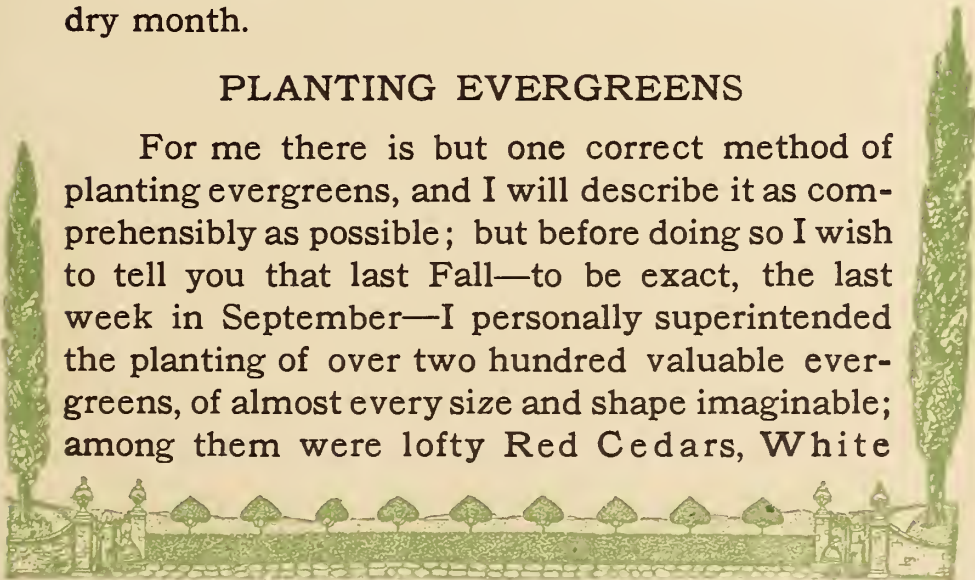 dry month.
PLANTING EVERGREENS
For me there is but one correct method of
planting evergreens, and I will describe it as com-
prehensibly as possible; but before doing so I wish
to tell you that last Fall—to be exact, the last
week in September—I personally superintended
the planting of over two hundred valuable ever-
greens, of almost every size and shape imaginable;
among them were lofty Red Cedars, White